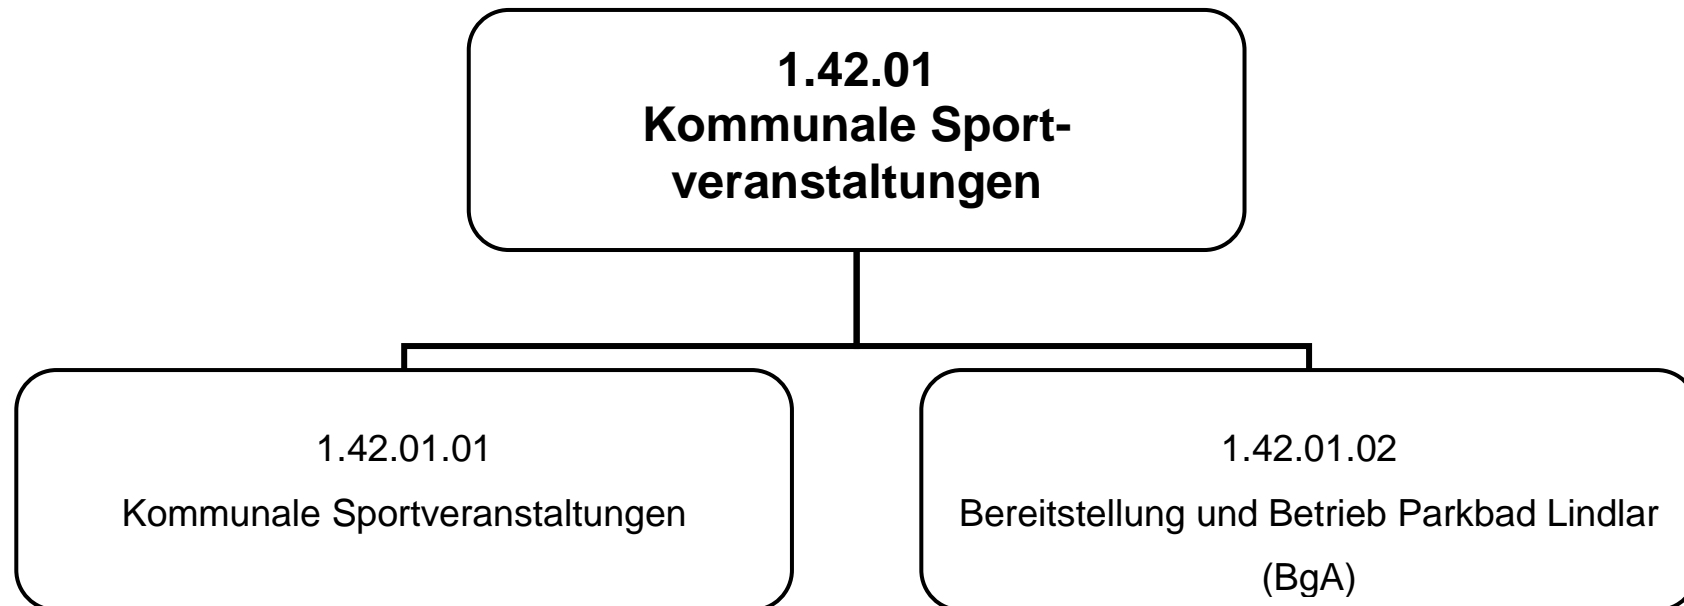 1.42.01
Kommunale Sport-
veranstaltungen
1.42.01.01
Kommunale Sportveranstaltungen
1.42.01.02
Bereitstellung und Betrieb Parkbad Lindlar
(BgA)